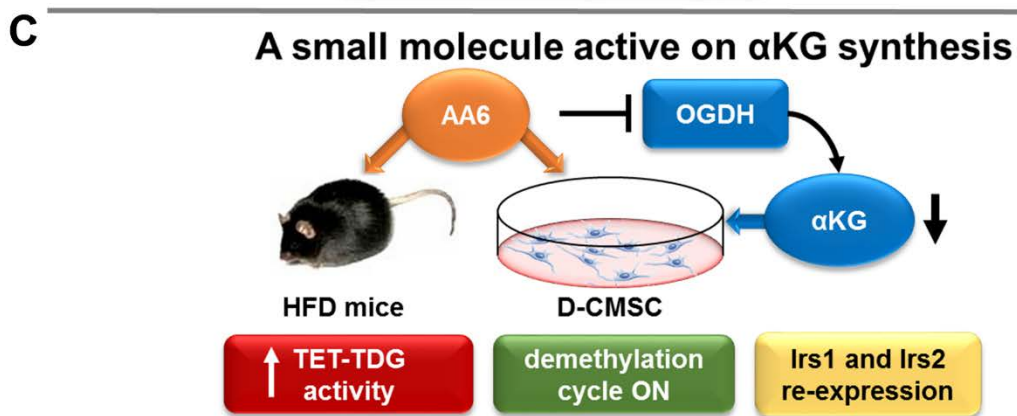 C
A small molecule active on αKG synthesis
AA6
OGDH
αKG
HFD mice
D-CMSC
TET-TDG
activity
demethylation
cycle ON
Irs1 and Irs2
re-expression